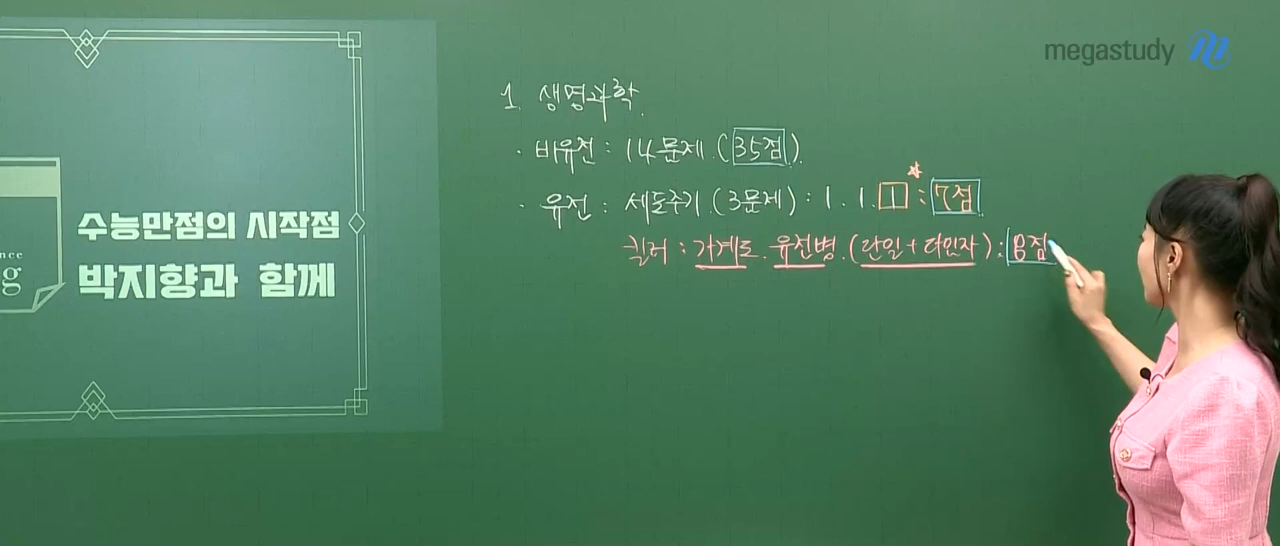 megastudy
nce
g
수능만점의 시작점
박지향과 함께
1. 생명과학.
· 비유전 : 14문제. (35점).
· 유전 : 세포주기 (3문제) : 1. 1. 1 : 7점
킬러 : 가계도. 유전병. (단일+다인자) : 8점